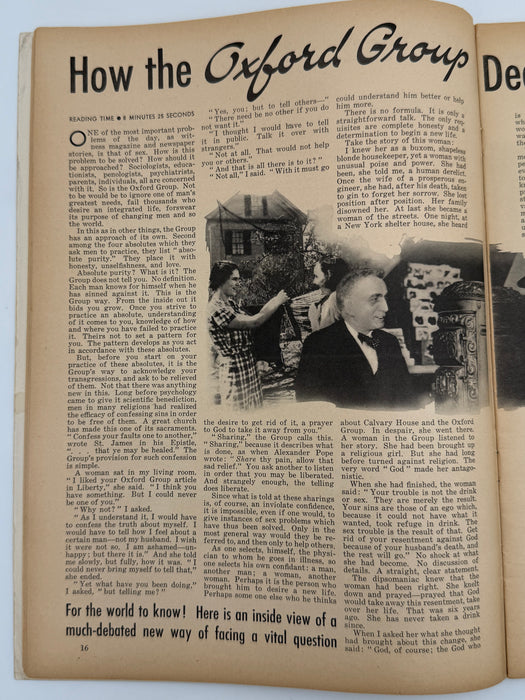 How the Oxford Group Dec
READING TIME ● 8 MINUTES 25 SECONDS
ONE of the most important prob-
lems of the day, as wit-
ness magazine and newspaper
stories, is that of sex. How is this
problem to be solved? How should it
be approached? Sociologists, educa-
tionists, penologists, psychiatrists,
parents, individuals, all are concerned
with it. So is the Oxford Group. Not
to be would be to ignore one of man's
greatest needs, fail thousands who
desire an integrated life, forswear
its purpose of changing men and so
the world.
In this as in other things, the Group
has an approach of its own. Second
among the four absolutes which they
ask men to practice, they list "abso-
lute purity." They place it with
honesty, unselfishness, and love.
Absolute purity? What is it? The
Group does not tell you. No definition.
Each man knows for himself when he
has sinned against it. This is the
Group way. From the inside out it
bids you grow. Once you strive to
practice an absolute, understanding
of it comes to you, knowledge of how
and where you have failed to practice
it. Theirs not to set a pattern for
you. The pattern develops as you act
in accordance with these absolutes.
But, before you start on your
practice of these absolutes, it is the
Group's way to acknowledge your
transgressions, and ask to be relieved
of them. Not that there was anything
new in this. Long before psychology
came to give it scientific benediction,
men in many religions had realized
the efficacy of confessing sins in order
to be free of them. A great church
has made this one of its sacraments.
"Confess your faults one to another,"
wrote St. James in his Epistle,
". . . that ye may be healed." The
Group's provision for such confession
is simple.
A woman sat in my living room.
"I liked your Oxford Group article
in Liberty," she said. "I think you
have something. But I could never
be one of you."
"Why not?" I asked.
"As I understand it, I would have
to confess the truth about myself. I
would have to tell how I feel about a
certain man—not my husband. I wish
it were not so. I am ashamed—un-
happy; but there it is." And she told
me slowly, but fully, how it was. "I
could never bring myself to tell that,"
she ended.
"Yet what have you been doing,"
I asked, "but telling me?"
"Yes, you; but to tell others—"
"There need be no other if you do
not want it."
"I thought I would have to tell
it in public. Talk it over with
strangers."
"Not at all. That would not help
you or others."
"And that is all there is to it?"
"Not all," I said. "With it must go
the desire to get rid of it, a prayer
to God to take it away from you."
"Sharing," the Group calls this.
"Sharing," because it describes what
is done, as when Alexander Pope
wrote: "Share thy pain, allow that
sad relief." You ask another to listen
in order that you may be liberated.
And strangely enough, the telling
does liberate.
Since what is told at these sharings
is, of course, an inviolate confidence,
it is impossible, even if one would, to
give instances of sex problems which
have thus been solved. Only in the
most general way would they be re-
ferred to, and then only to help others.
As one selects, himself, the physi-
cian to whom he goes in illness, so
one selects his own confidant: a man,
another man; a woman, another
woman. Perhaps it is the person who
brought him to desire a new life.
Perhaps some one else who he thinks
could understand him better or help
him more.
There is no formula. It is only a
straightforward talk. The only req-
uisites are complete honesty and a
determination to begin a new life.
Take the story of this woman:
I knew her as a buxom, shapeless
blonde housekeeper, yet a woman with
unusual poise and power. She had
been, she told me, a human derelict.
Once the wife of a prosperous en-
gineer, she had, after his death, taken
to gin to forget her sorrow. She lost
position after position. Her family
disowned her. At last she became a
woman of the streets. One night, at
a New York shelter house, she heard
about Calvary House and the Oxford
Group. In despair, she went there.
A woman in the Group listened to
her story. She had been brought up
a religious girl. But she had long
before turned against religion. The
very word "God" made her antago-
nistic.
When she had finished, the woman
said: "Your trouble is not the drink
or sex. They are merely the result.
Your sins are those of an ego which,
because it could not have what it
wanted, took refuge in drink. The
sex trouble is the result of that. Get
rid of your resentment against God
because of your husband's death, and
the rest will go." No shock at what
she had become. No discussion of
details. A straight, clear statement.
The dipsomaniac knew that the
woman had been right. She knelt
down and prayed—prayed that God
would take away this resentment, take
over her life. That was six years
ago. She has never taken a drink
since.
When I asked her what she thought
had brought about this change, she
said: "God, of course; the God who
For the world to know! Here is an inside view of a
much-debated new way of facing a vital question
16